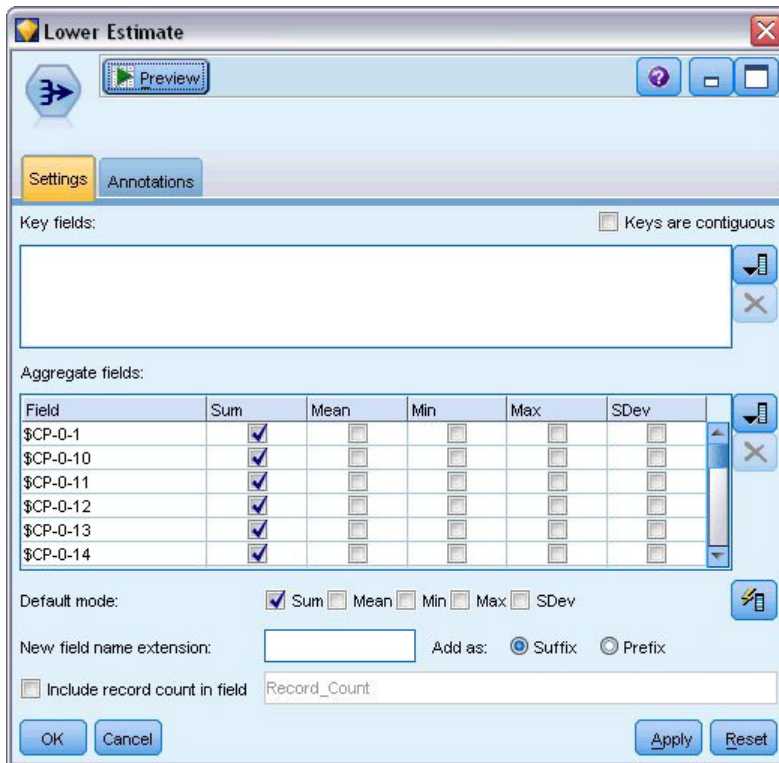 Lower Estimate
Preview
Settings Annotations
Key fields: Keys are contiguous
Aggregate fields:
Field Sum Mean Min Max SDev
$CP-0-1
$CP-0-10
$CP-0-11
$CP-0-12
$CP-0-13
$CP-0-14
Default mode: Sum Mean Min Max SDev
New field name extension: Add as: Suffix Prefix
Include record count in field Record_Count
OK Cancel Apply Reset